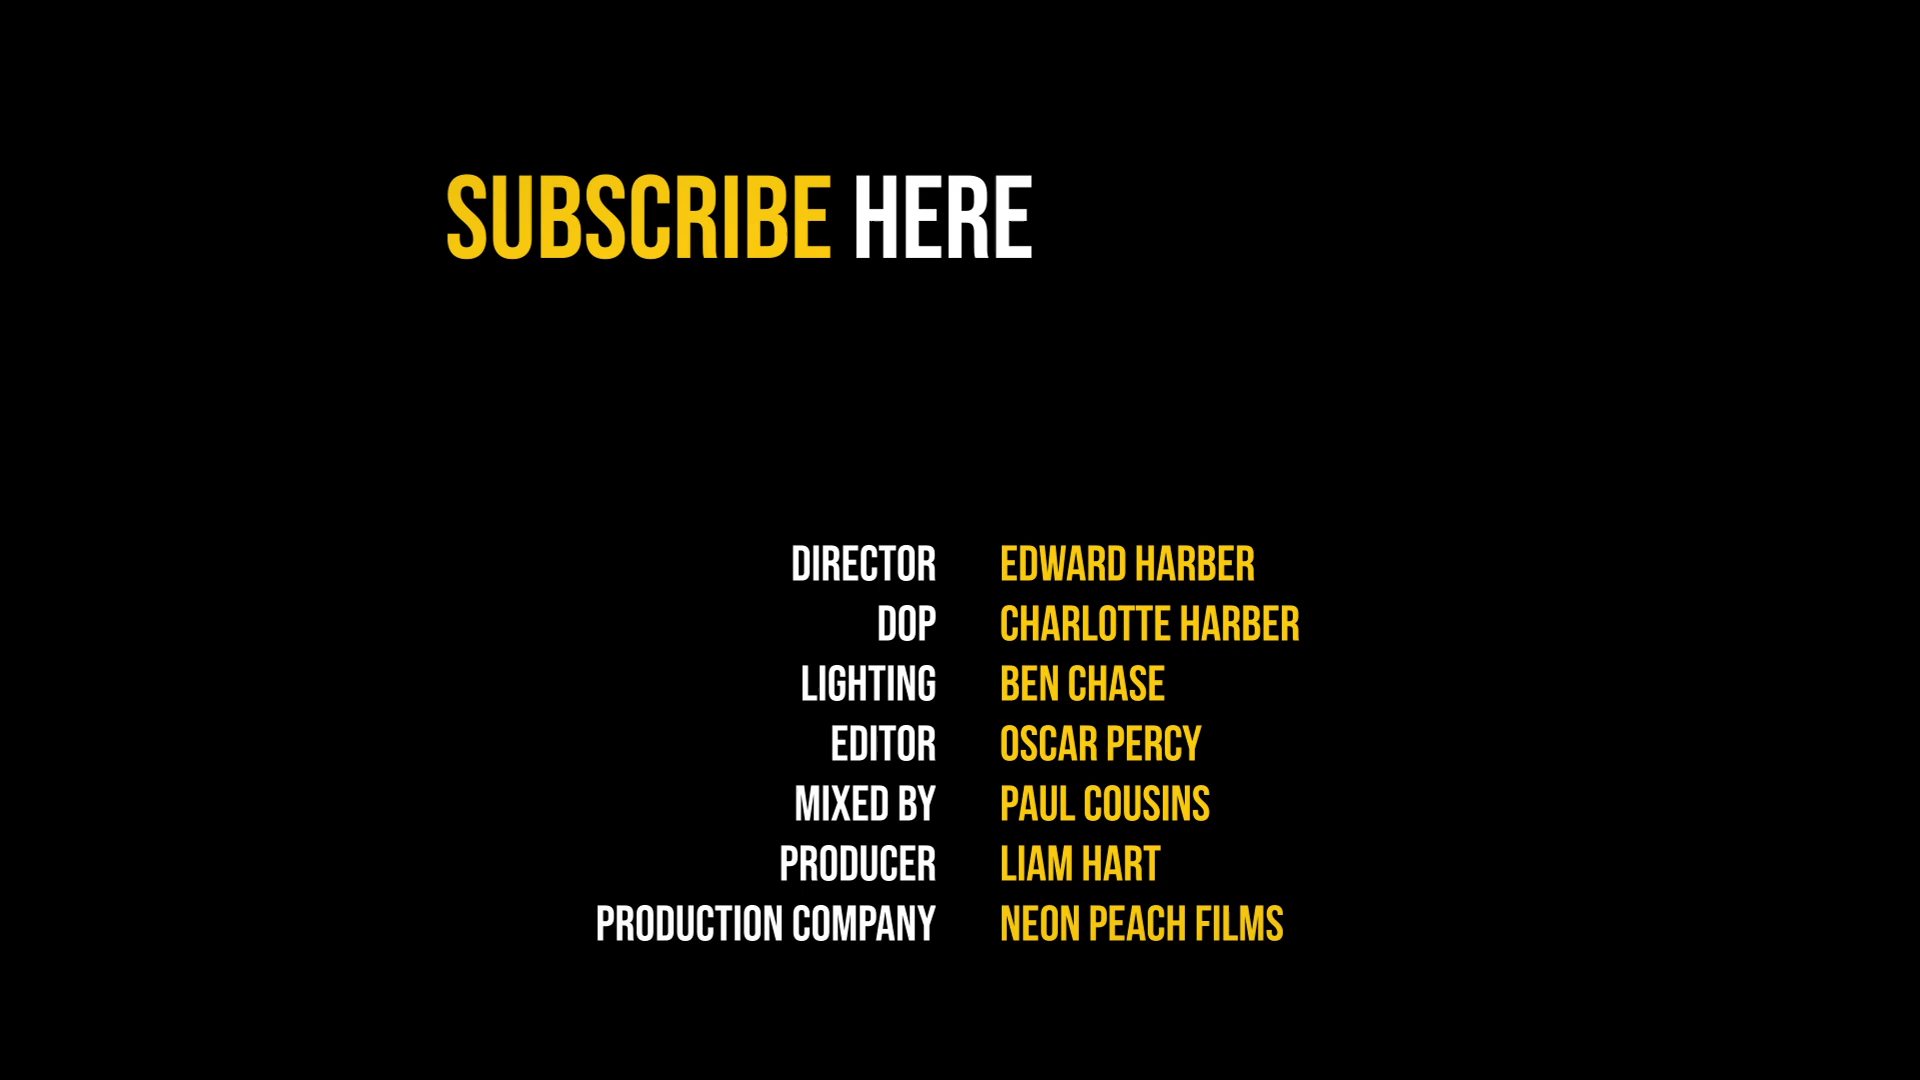 SUBSCRIBE HERE
DIRECTOR EDWARD HARBER
DOP CHARLOTTE HARBER
LIGHTING BEN CHASE
EDITOR OSCAR PERCY
MIXED BY PAUL COUSINS
PRODUCER LIAM HART
PRODUCTION COMPANY NEON PEACH FILMS